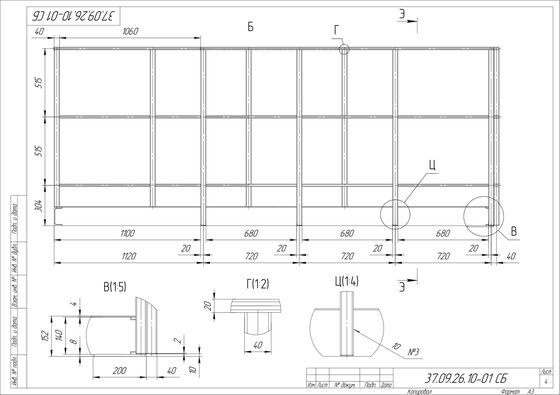 37.09.26.10-01 СБ
Б
Э
Г
40
1060
515
515
304
Ц
В
1100
680
680
680
20
20
20
1120
720
720
720
40
Э
В(1:5)
Г(1:2)
Ц(1:4)
4
152
140
8
200
40
2
10
20
40
10
№3
Перв. примен.
Подп. и дата
Инв. № дубл.
Взам. инв. №
Подп. и дата
Инв. № подл.
Изм.
Лист
№ докум.
Подп.
Дата
37.09.26.10-01 СБ
Лист
4
Копировал
Формат
А3